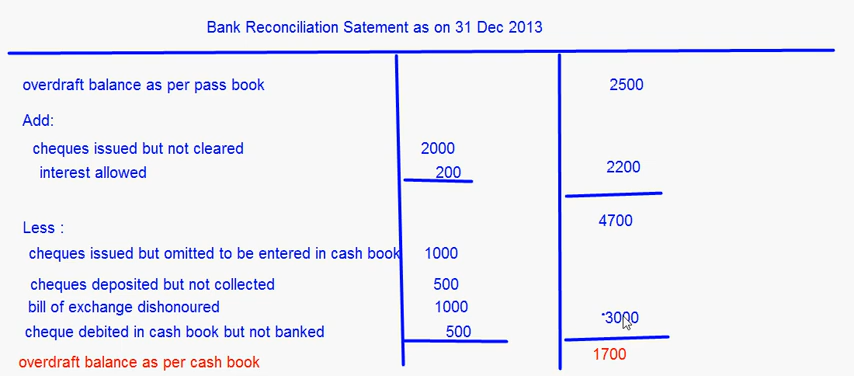 Bank Reconciliation Satement as on 31 Dec 2013
overdraft balance as per pass book 2500
Add:
cheques issued but not cleared 2000
interest allowed 200 2200
4700
Less :
cheques issued but omitted to be entered in cash book 1000
cheques deposited but not collected 500
bill of exchange dishonoured 1000
cheque debited in cash book but not banked 500 3000
overdraft balance as per cash book 1700